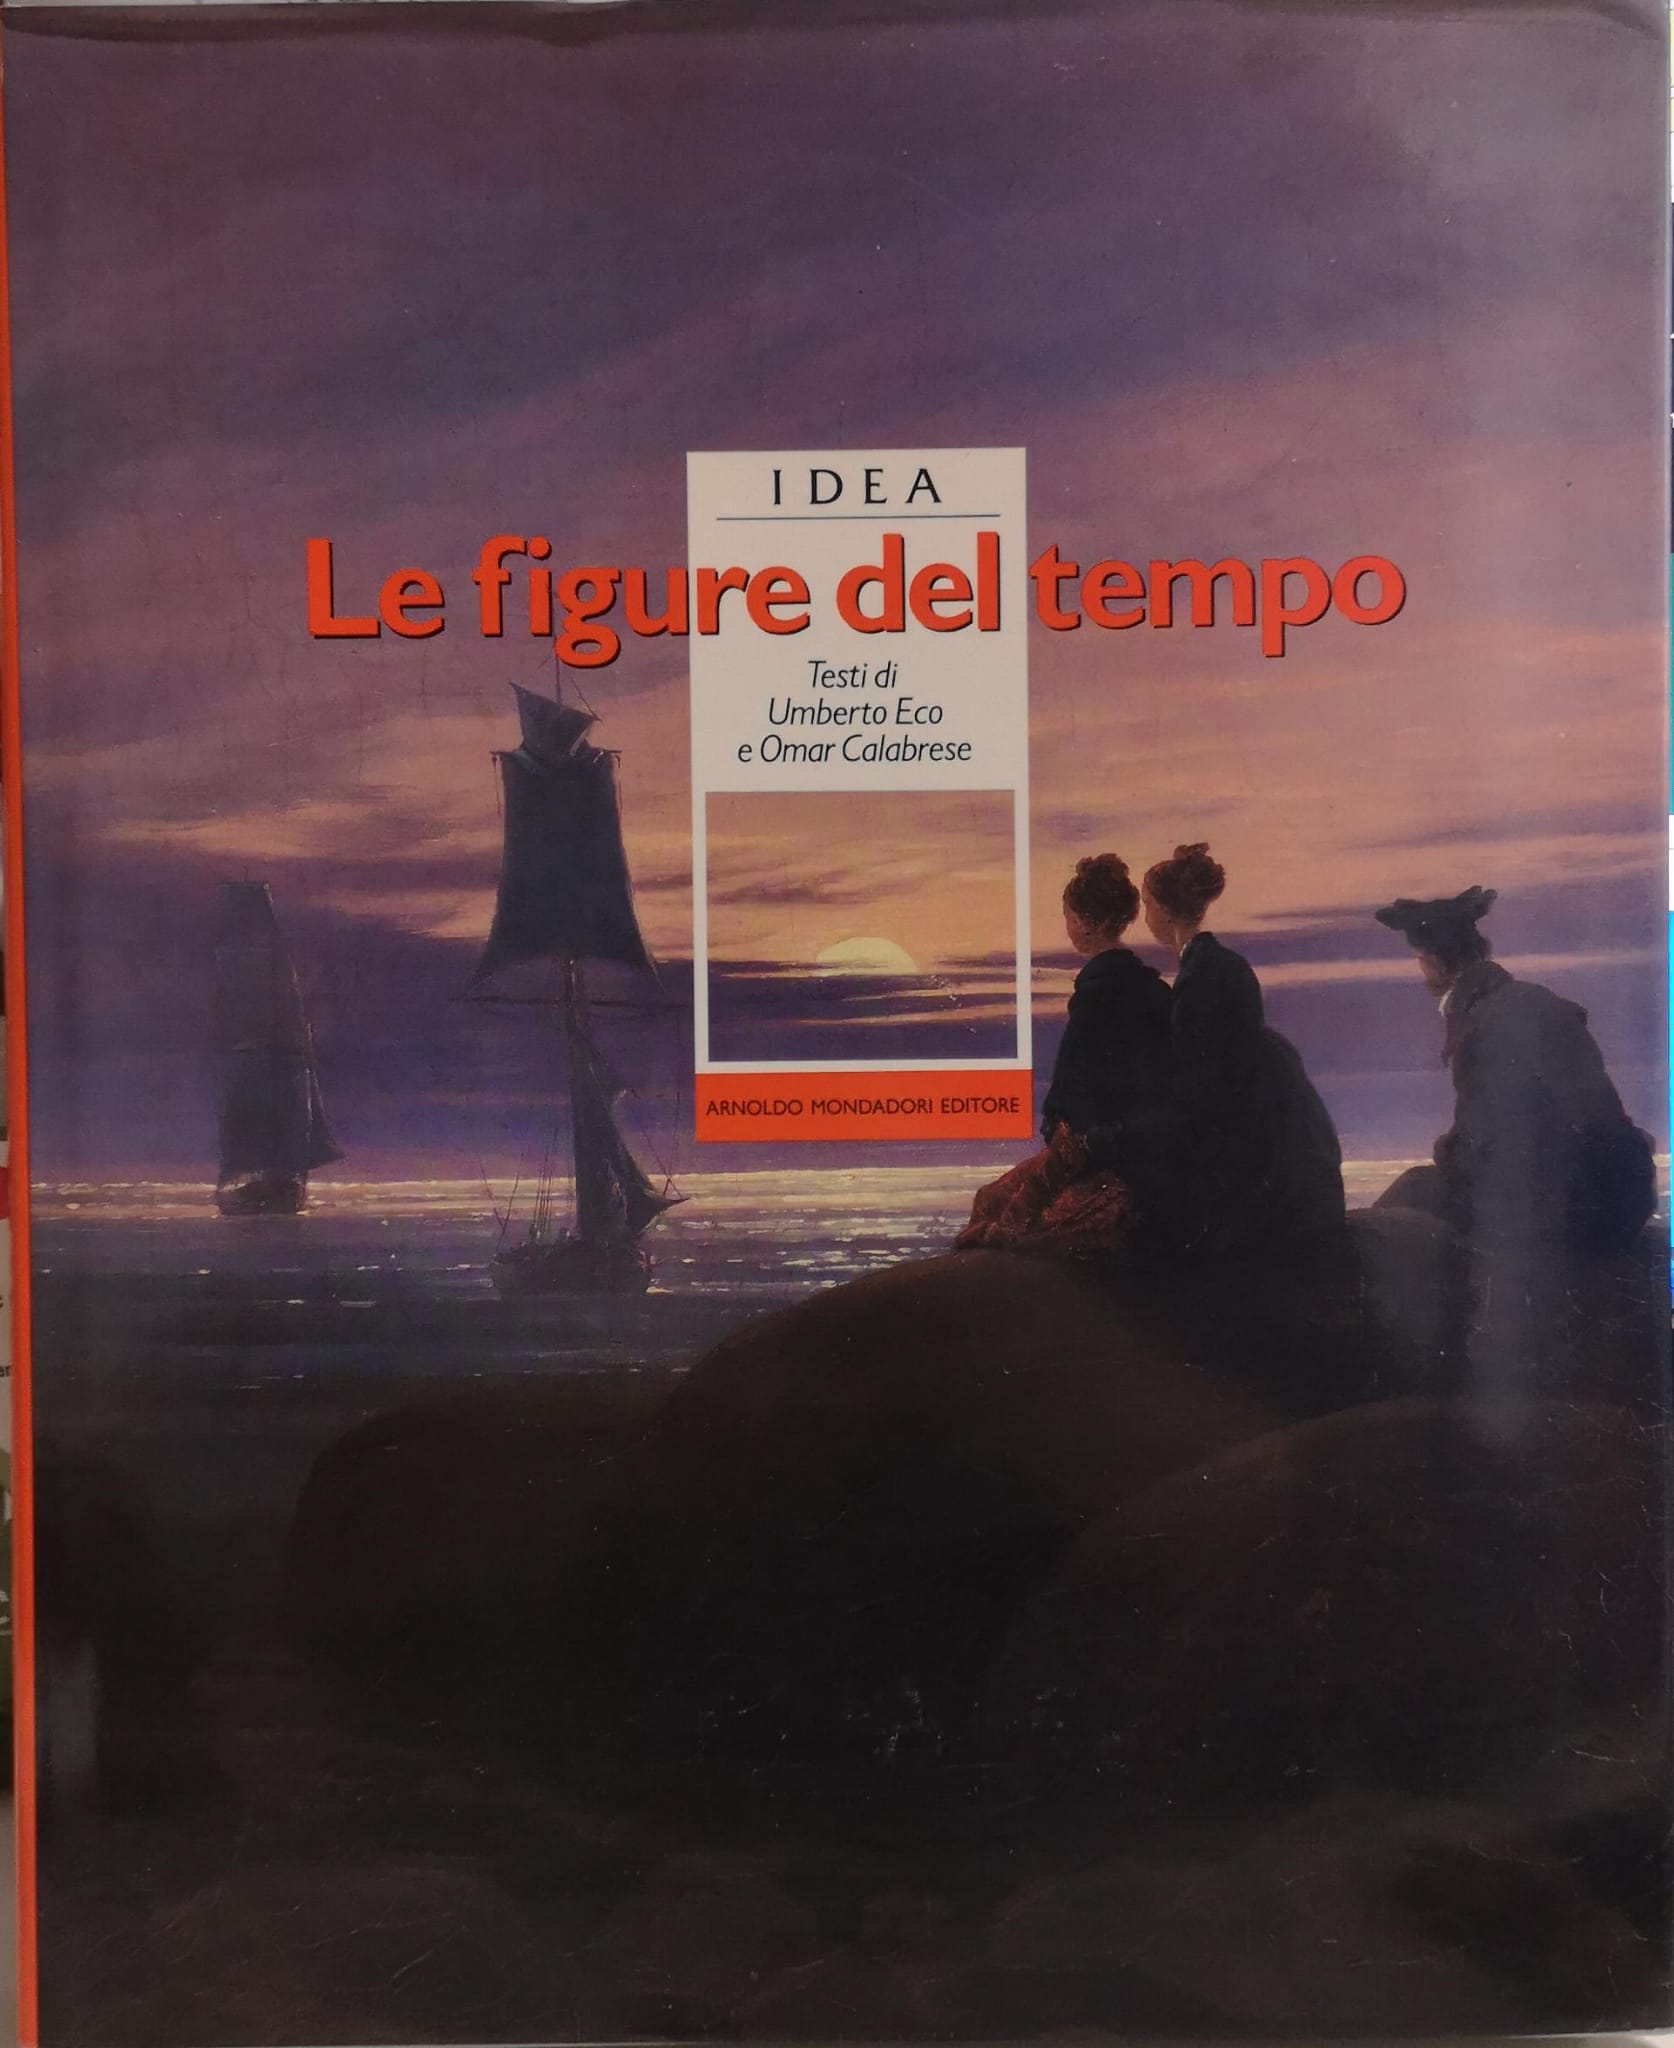 IDEA
Le figure del tempo
Testi di
Umberto Eco
e Omar Calabrese
ARNOLDO MONDADORI EDITORE